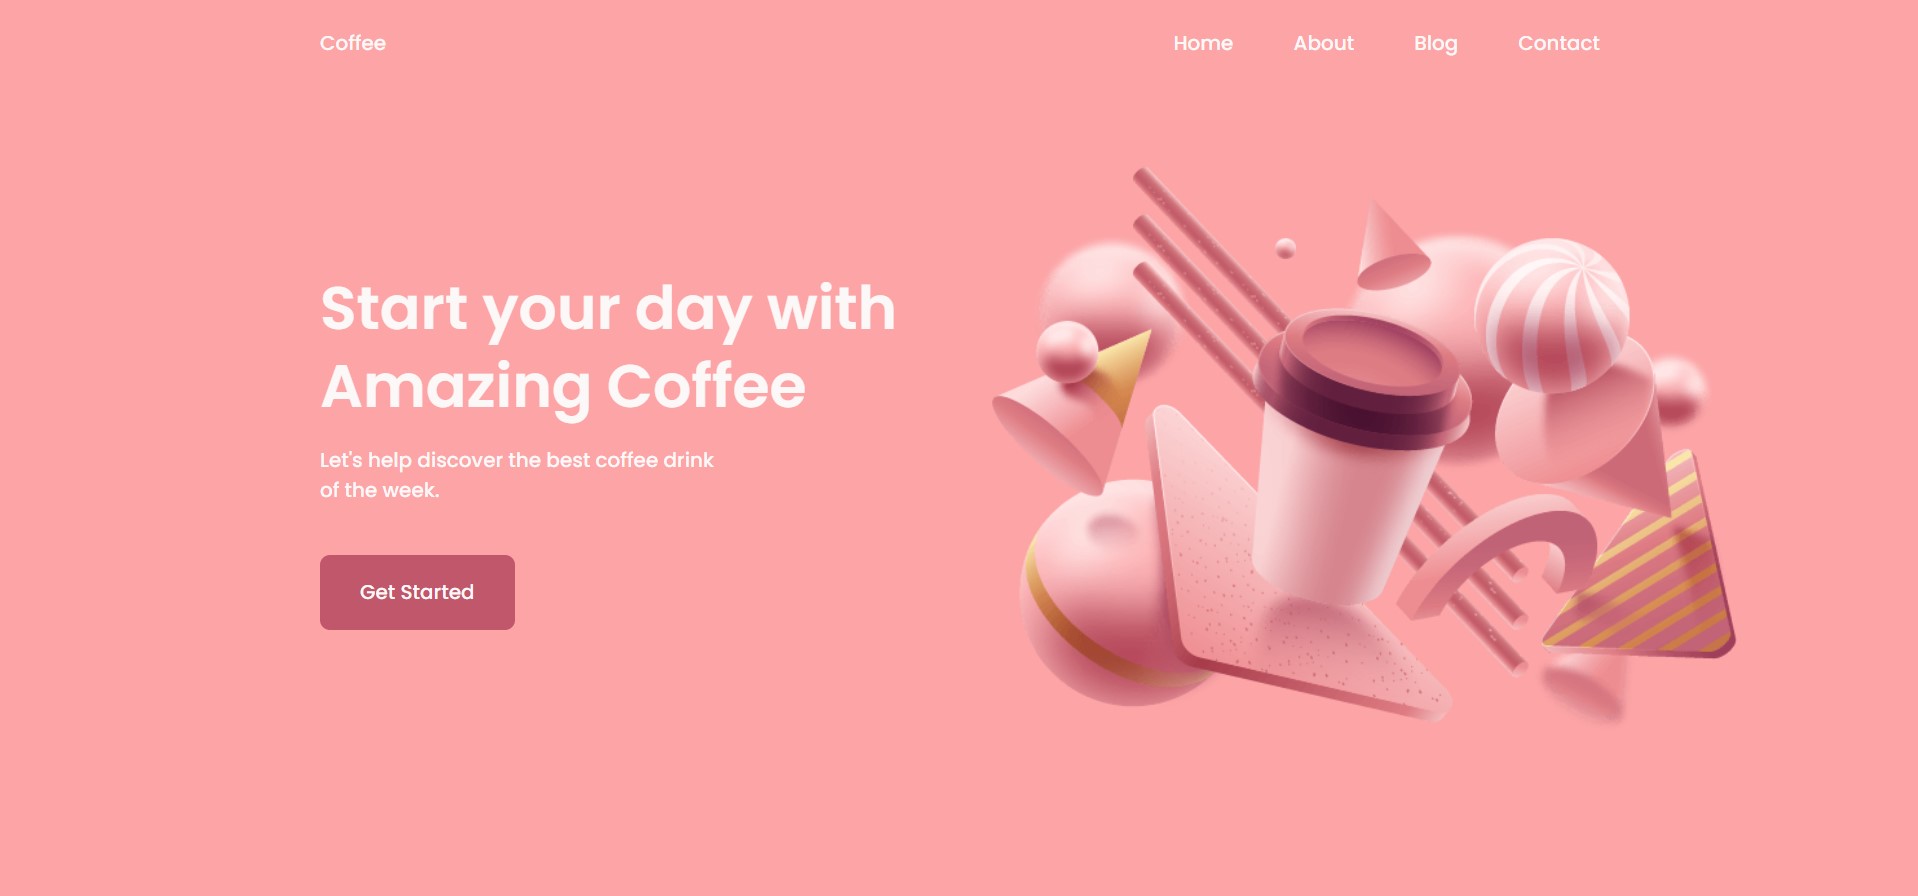 Coffee
Home About Blog Contact
Start your day with
Amazing Coffee
Let's help discover the best coffee drink
of the week.
Get Started